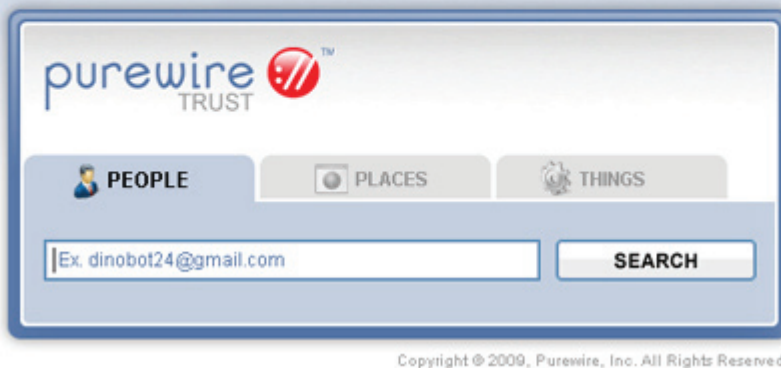 purewire ://™
TRUST
PEOPLE PLACES THINGS
Ex. dinobot24@gmail.com SEARCH
Copyright © 2009, Purewire, Inc. All Rights Reserved